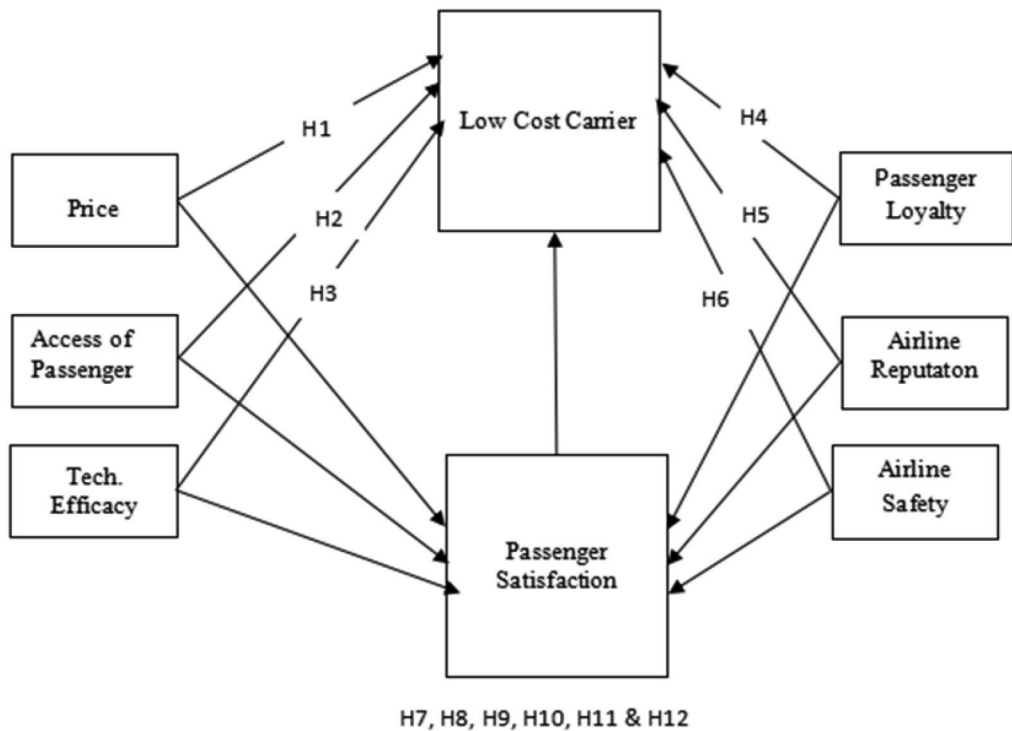 Low Cost Carrier
H1
H4
Price
Passenger
Loyalty
H2
H5
H3
H6
Access of
Passenger
Airline
Reputaton
Tech.
Efficacy
Airline
Safety
Passenger
Satisfaction
H7, H8, H9, H10, H11 & H12